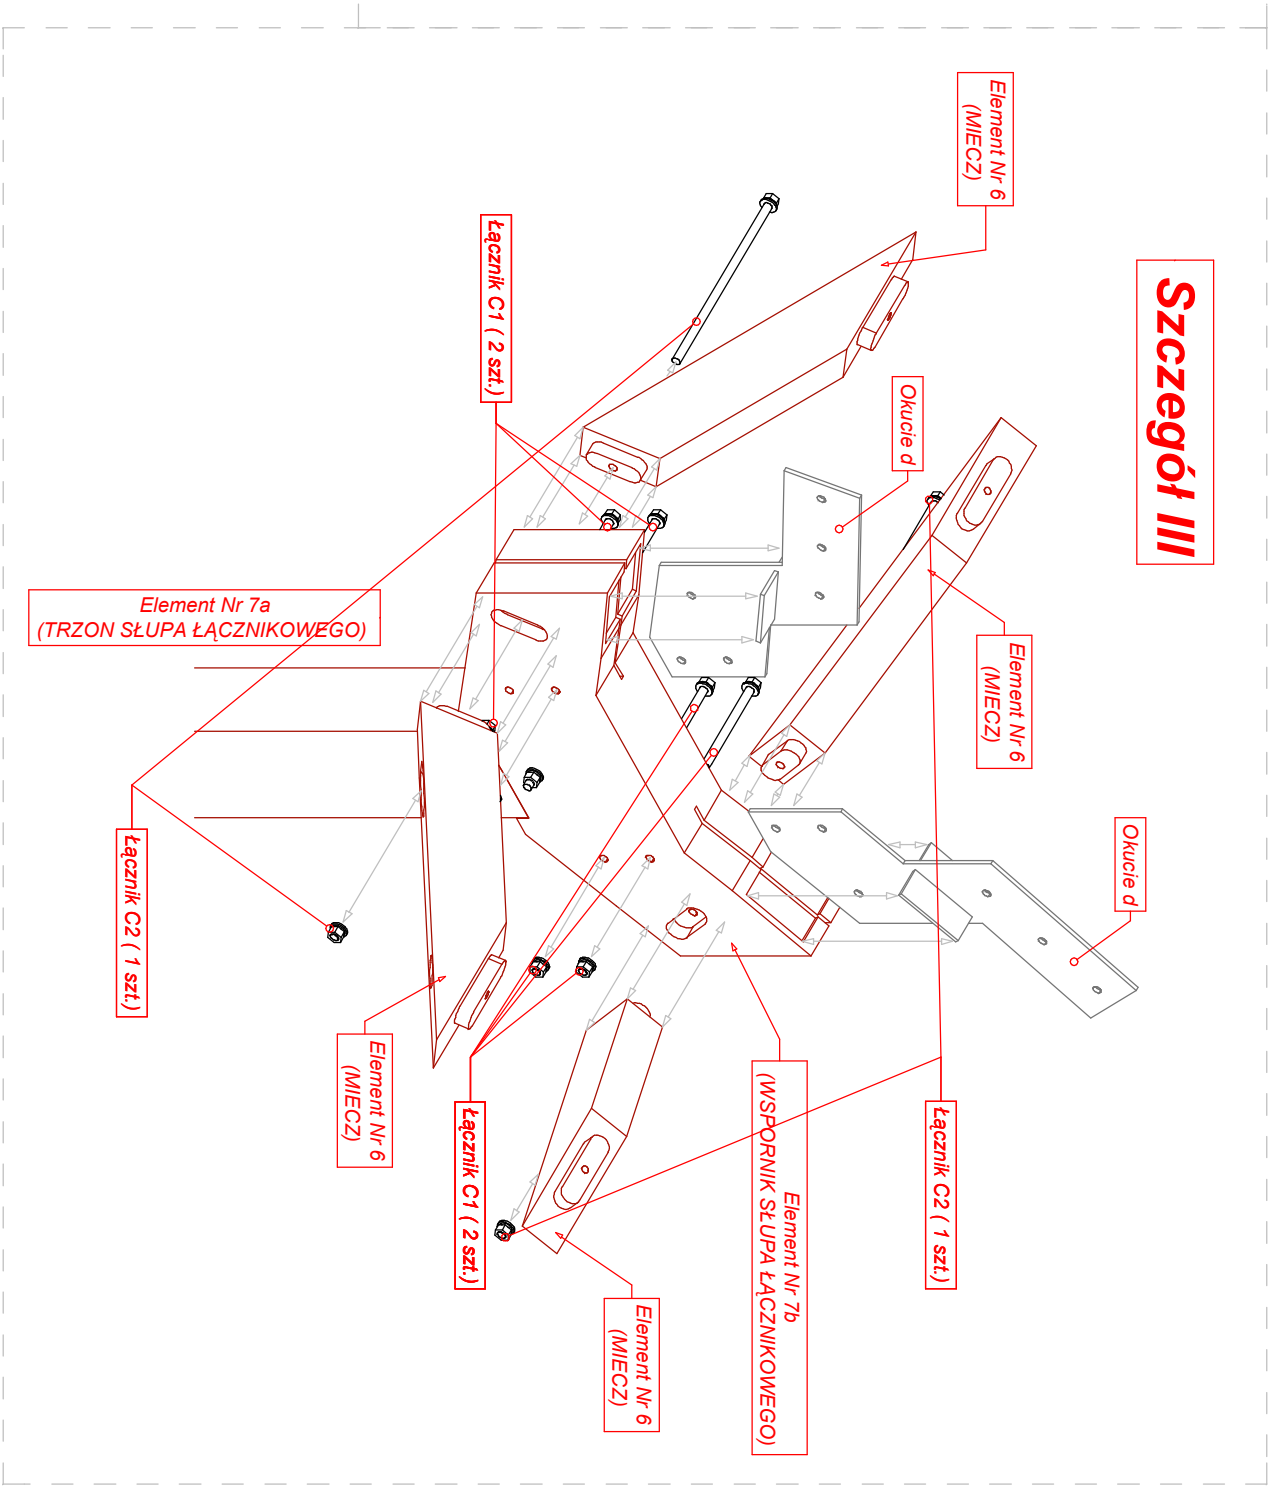 Szczegół III
Element Nr 6
(MIECZ)
Łącznik C1 ( 2 szt.)
Okucie d
Element Nr 7a
(TRZON SŁUPA ŁĄCZNIKOWEGO)
Element Nr 6
(MIECZ)
Okucie d
Łącznik C2 ( 1 szt.)
Element Nr 6
(MIECZ)
Łącznik C1 ( 2 szt.)
Element Nr 7b
(WSPORNIK SŁUPA ŁĄCZNIKOWEGO)
Łącznik C2 ( 1 szt.)
Element Nr 6
(MIECZ)